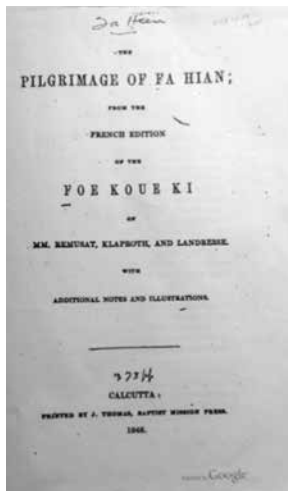 Fa Heen
THE
PILGRIMAGE OF FA HIAN;
FROM THE
FRENCH EDITION
OF THE
FOE KOUE KI
OF
MM. REMUSAT, KLAPROTH, AND LANDRESSE.
WITH
ADDITIONAL NOTES AND ILLUSTRATIONS.
CALCUTTA:
PRINTED BY J. THOMAS, BAPTIST MISSION PRESS.
1848.
Google